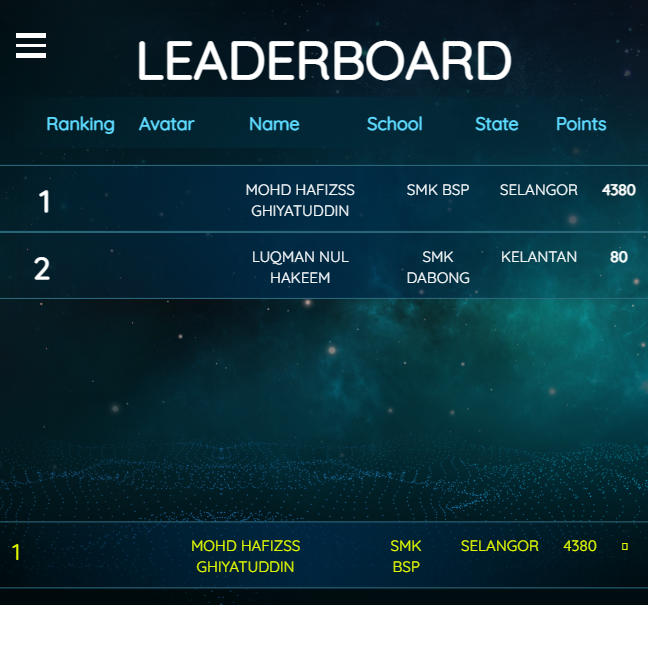 LEADERBOARD
Ranking Avatar Name School State Points
1 MOHD HAFIZSS SMK BSP SELANGOR 4380
GHIYATUDDIN
2 LUQMAN NUL SMK KELANTAN 80
HAKEEM DABONG
1 MOHD HAFIZSS SMK SELANGOR 4380
GHIYATUDDIN BSP